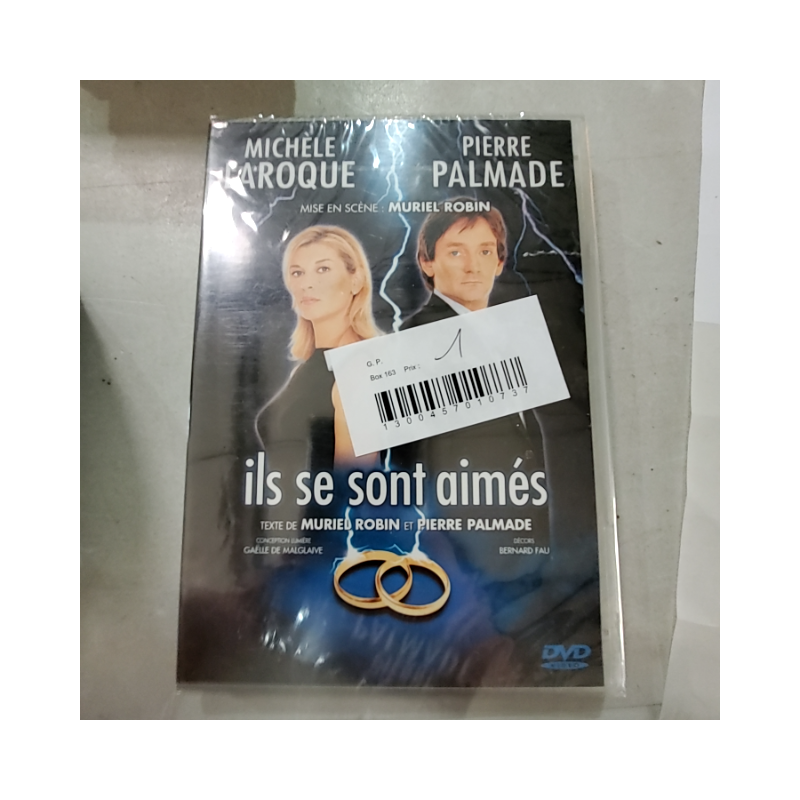 MICHÈLE PIERRE
LAROQUE PALMADE
MISE EN SCÈNE : MURIEL ROBIN
G. P.
Box 163 Prix : 1
1300457010737
ils se sont aimés
TEXTE DE MURIEL ROBIN ET PIERRE PALMADE
CONCEPTION LUMIÈRE DÉCORS
GAËLLE DE MALGLAIVE BERNARD FAU
DVD
VIDEO